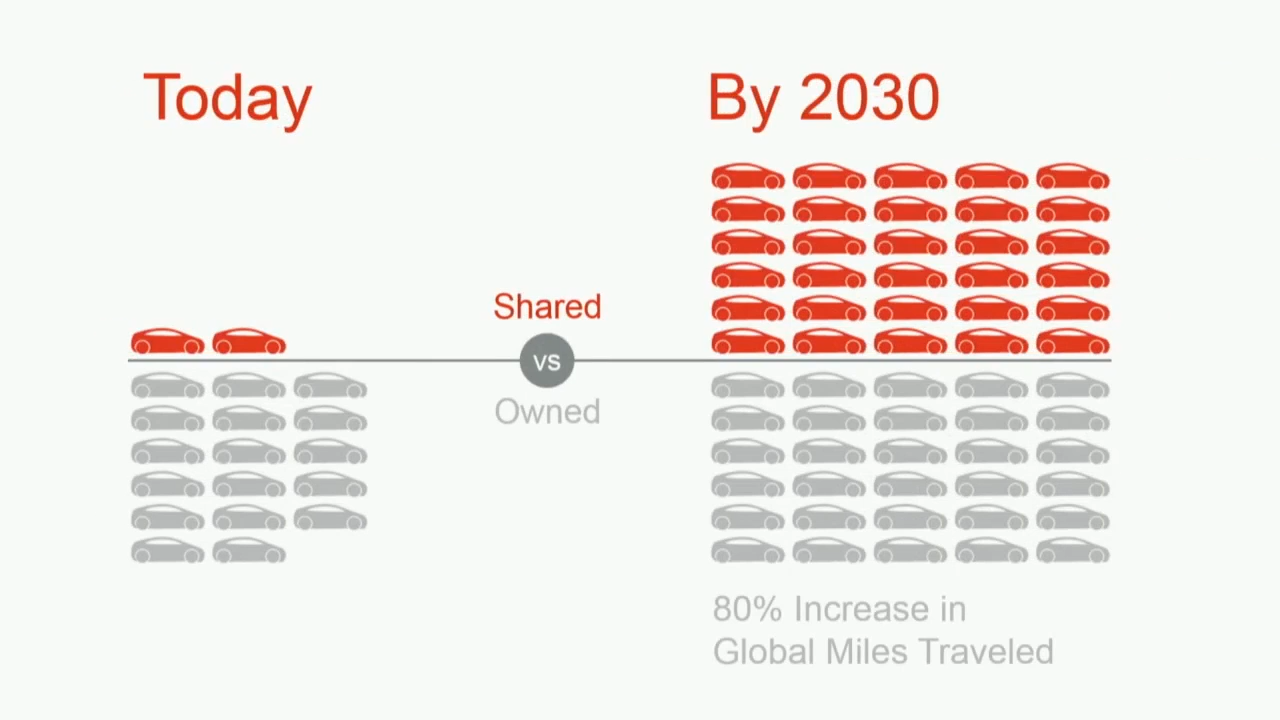 Today
By 2030
Shared
vs
Owned
80% Increase in
Global Miles Traveled